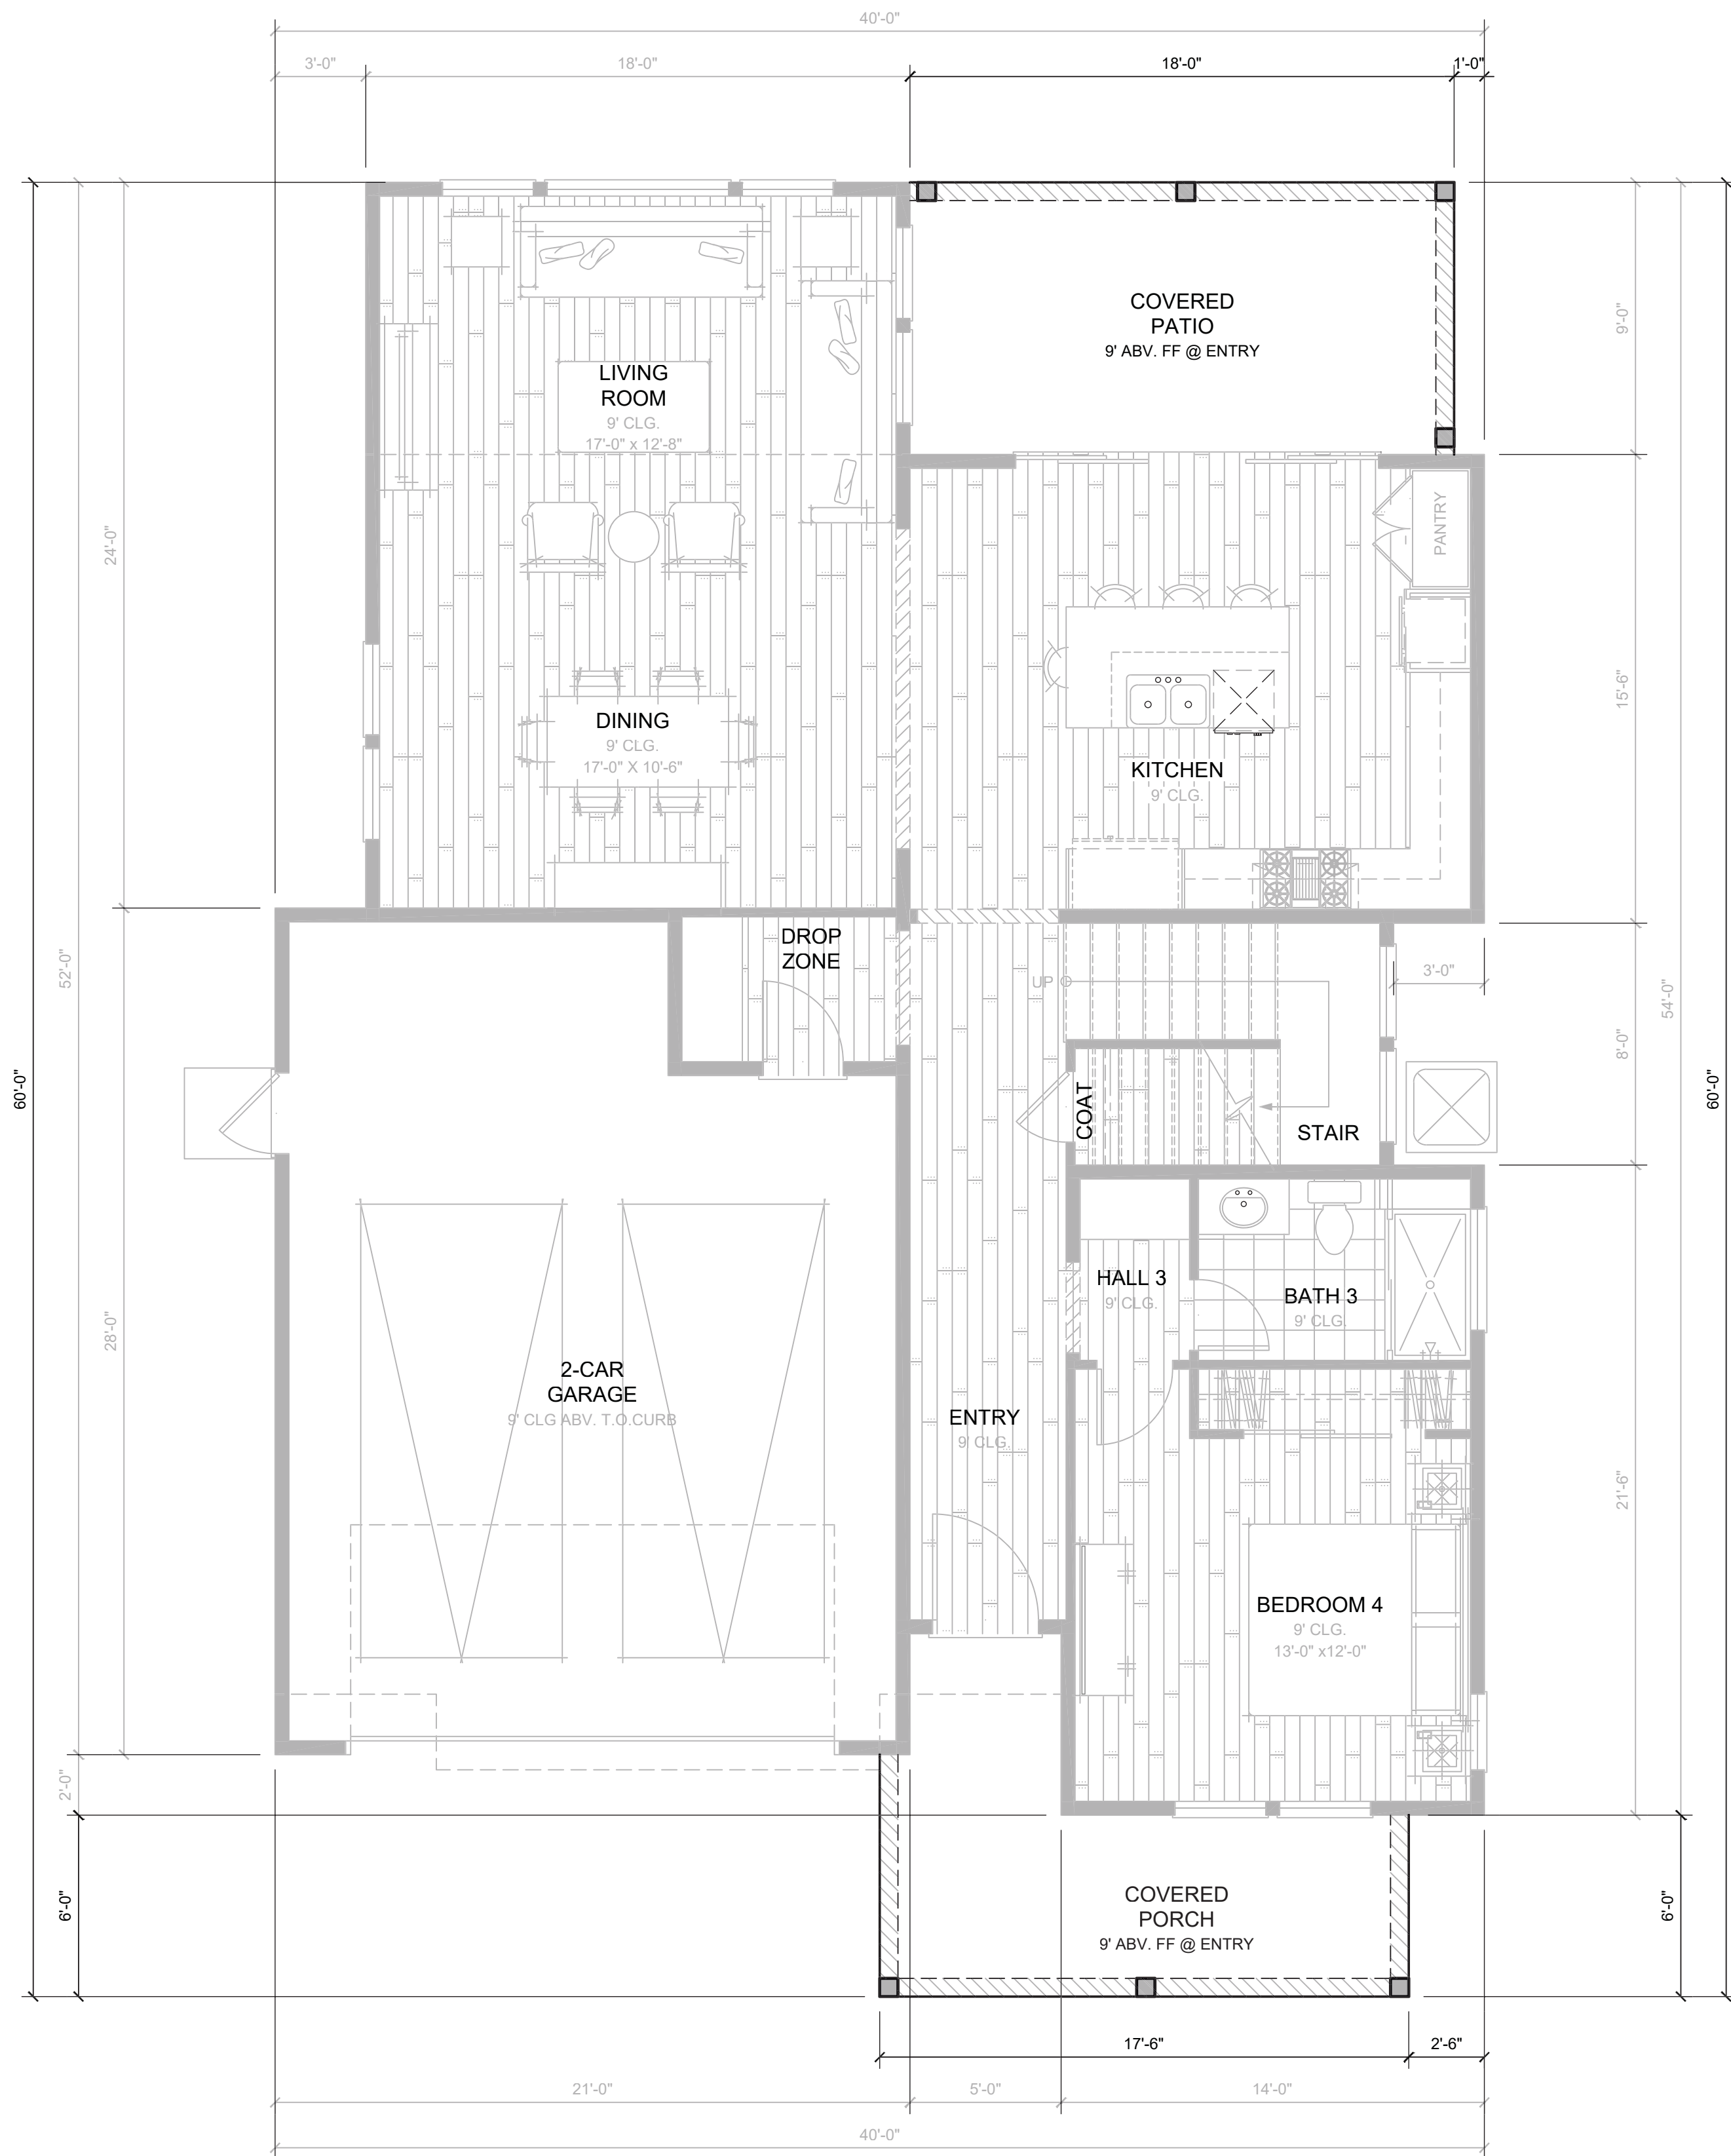 40'-0"
3'-0"
18'-0"
18'-0"
1'-0"
COVERED
PATIO
9' ABV. FF @ ENTRY
9'-0"
LIVING
ROOM
9' CLG.
17'-0" x 12'-8"
PANTRY
24'-0"
15'-6"
DINING
9' CLG.
17'-0" X 10'-6"
KITCHEN
9' CLG.
DROP
ZONE
52'-0"
UP
3'-0"
54'-0"
8'-0"
60'-0"
60'-0"
COAT
STAIR
HALL 3
9' CLG.
BATH 3
9' CLG.
28'-0"
2-CAR
GARAGE
9' CLG ABV. T.O.CURB
ENTRY
9' CLG.
21'-6"
BEDROOM 4
9' CLG.
13'-0" x12'-0"
2'-0"
6'-0"
COVERED
PORCH
9' ABV. FF @ ENTRY
6'-0"
17'-6"
2'-6"
21'-0"
5'-0"
14'-0"
40'-0"